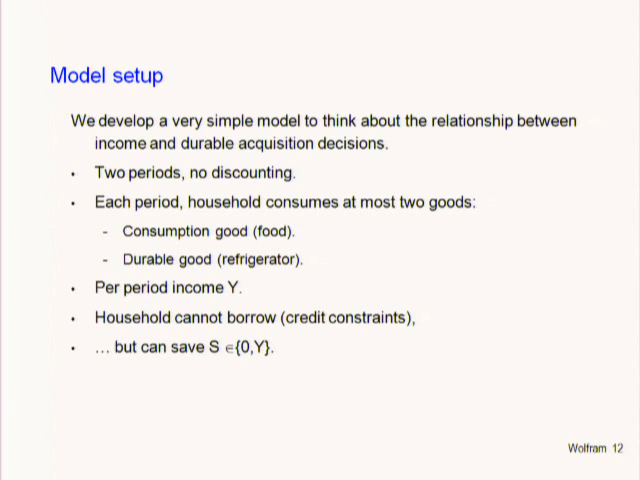 Model setup
We develop a very simple model to think about the relationship between
income and durable acquisition decisions.
• Two periods, no discounting.
• Each period, household consumes at most two goods:
- Consumption good (food).
- Durable good (refrigerator).
• Per period income Y.
• Household cannot borrow (credit constraints),
• … but can save S ∈{0,Y}.
Wolfram 12